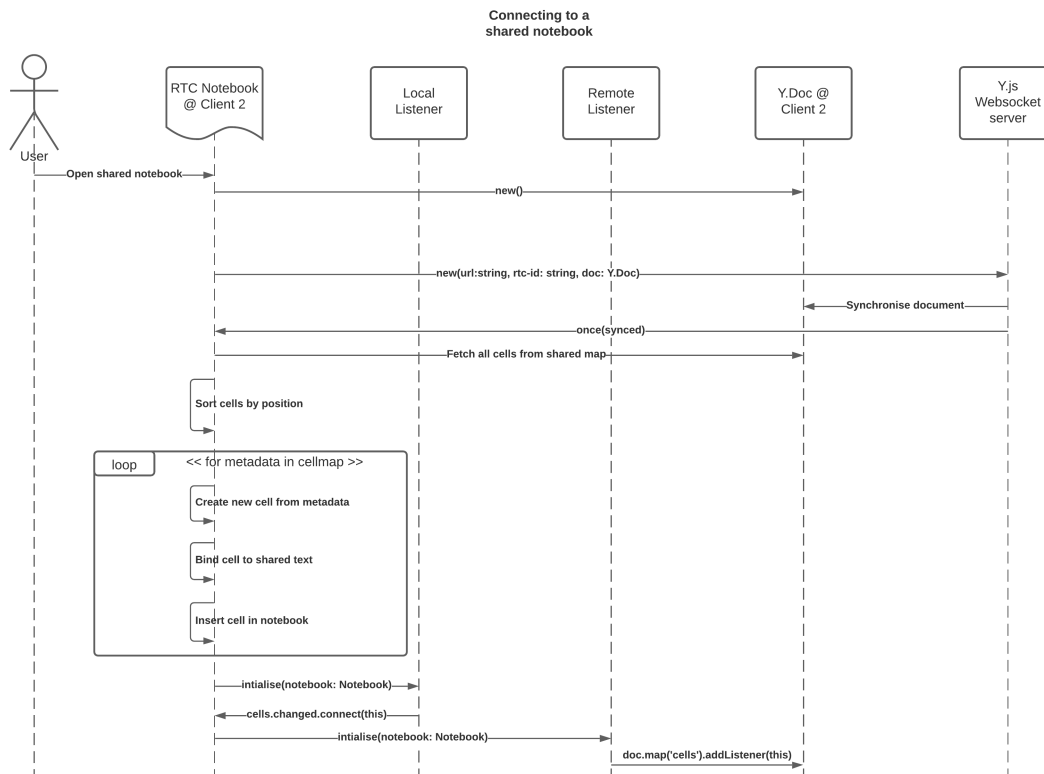 Connecting to a
shared notebook
User
RTC Notebook
@ Client 2
Local
Listener
Remote
Listener
Y.Doc @
Client 2
Y.js
Websocket
server
Open shared notebook
new()
new(url:string, rtc-id: string, doc: Y.Doc)
Synchronise document
once(synced)
Fetch all cells from shared map
Sort cells by position
loop
<< for metadata in cellmap >>
Create new cell from metadata
Bind cell to shared text
Insert cell in notebook
intialise(notebook: Notebook)
cells.changed.connect(this)
intialise(notebook: Notebook)
doc.map('cells').addListener(this)